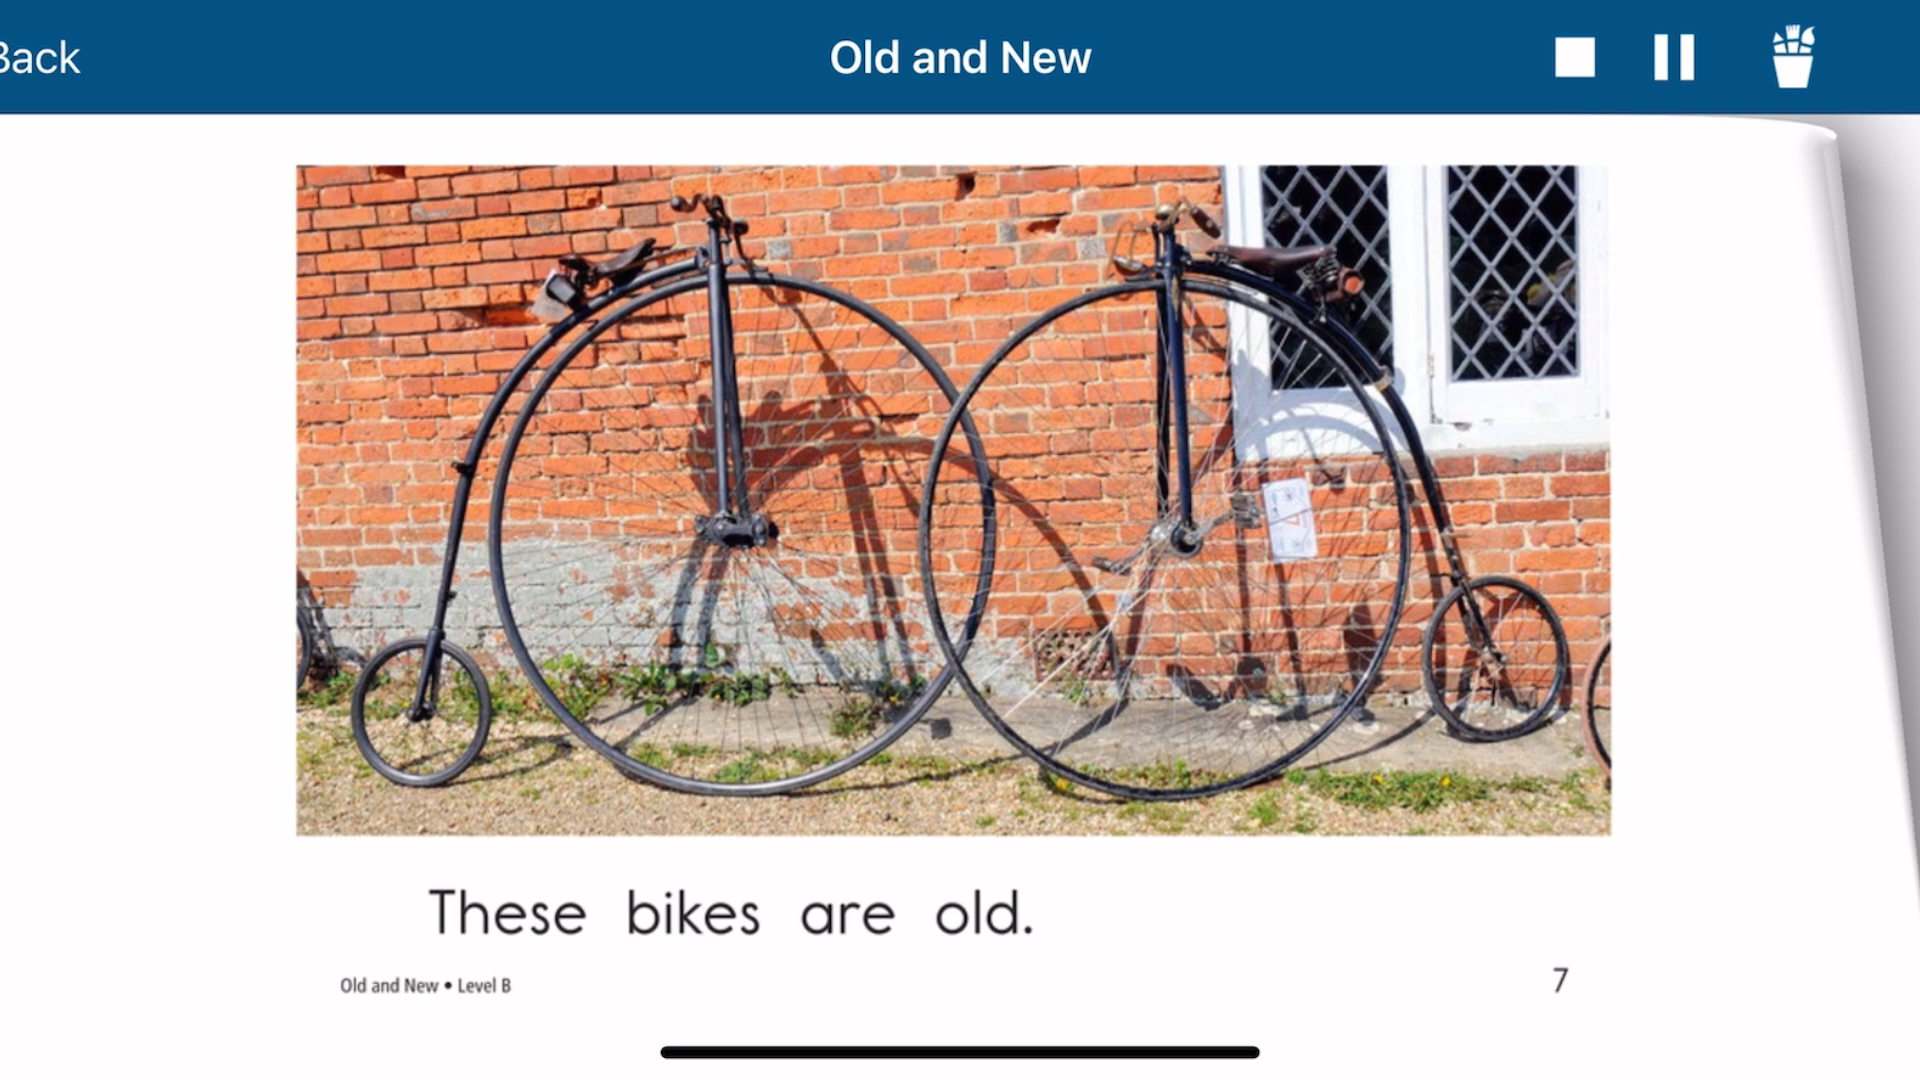 Back
Old and New
These bikes are old.
Old and New • Level B
7